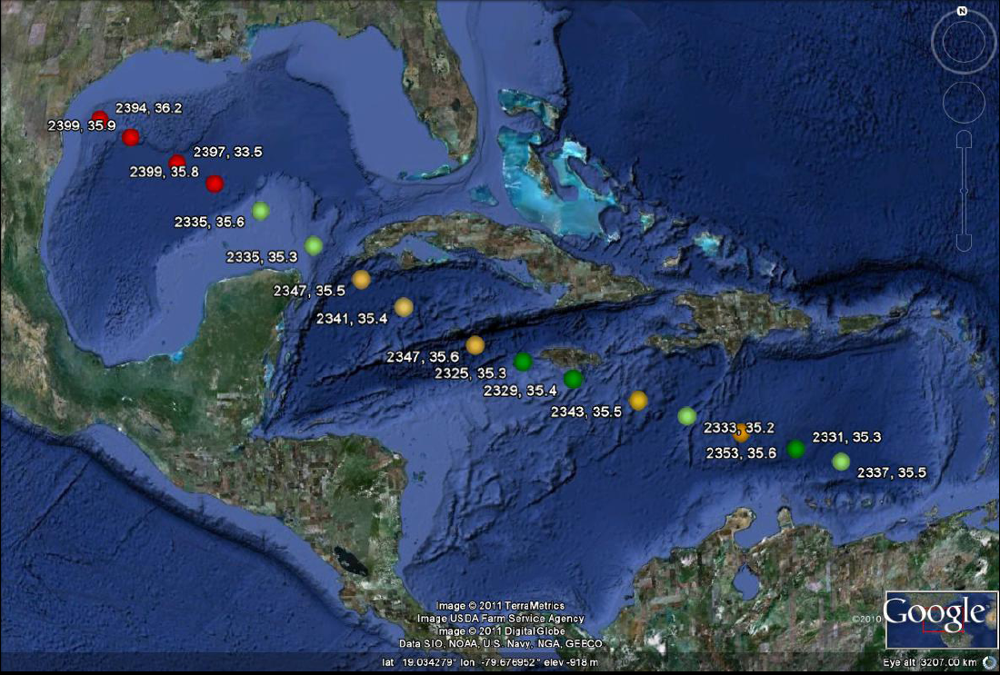 N
2394, 36.2
2399, 35.9
2397, 33.5
2399, 35.8
2335, 35.6
2335, 35.3
2347, 35.5
2341, 35.4
2347, 35.6
2325, 35.3
2329, 35.4
2343, 35.5
2333, 35.2
2331, 35.3
2353, 35.6
2337, 35.5
Image © 2011 TerraMetrics
Image USDA Farm Service Agency
Image © 2011 DigitalGlobe
Data SIO, NOAA, U.S. Navy, NGA, GEBCO
©2010 Google
lat 19.034279° lon -79.676952° elev -918 m
Eye alt 3207.00 km